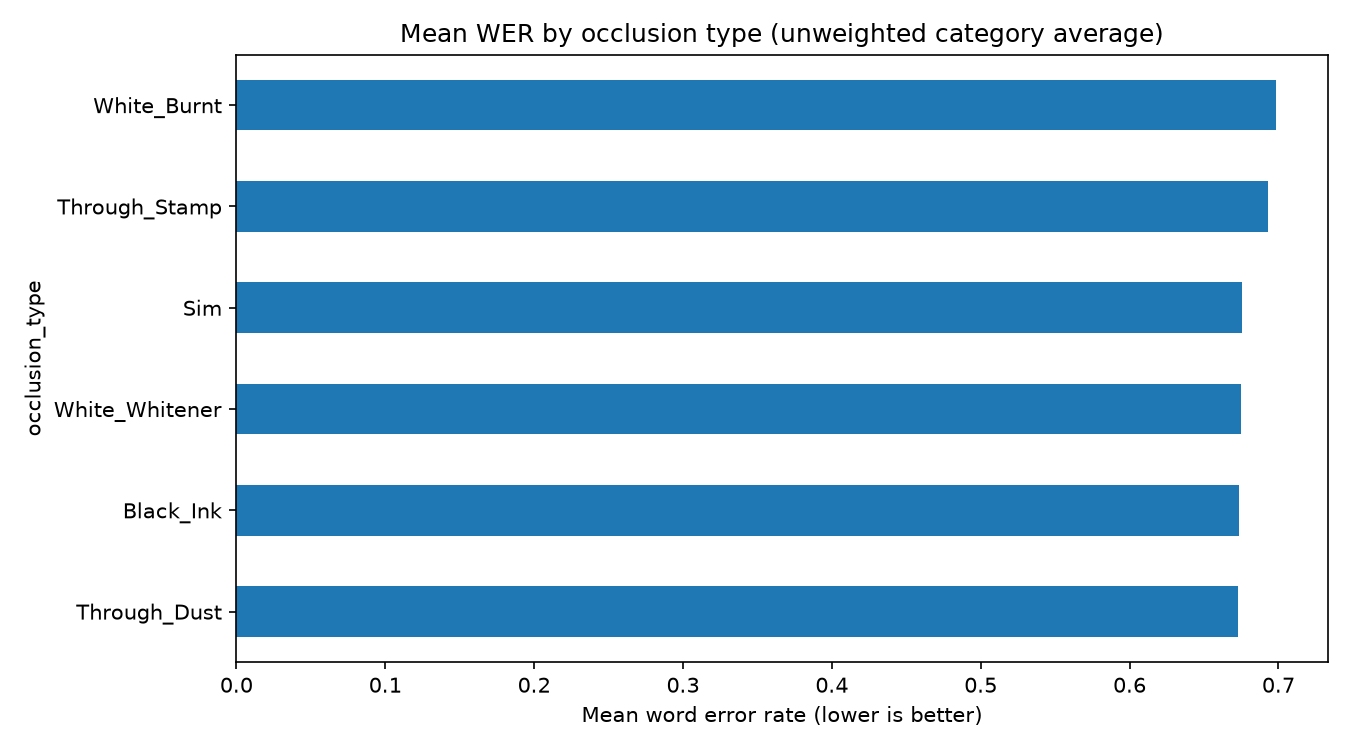 Mean WER by occlusion type (unweighted category average)
occlusion_type
White_Burnt
Through_Stamp
Sim
White_Whitener
Black_Ink
Through_Dust
0.0 0.1 0.2 0.3 0.4 0.5 0.6 0.7
Mean word error rate (lower is better)